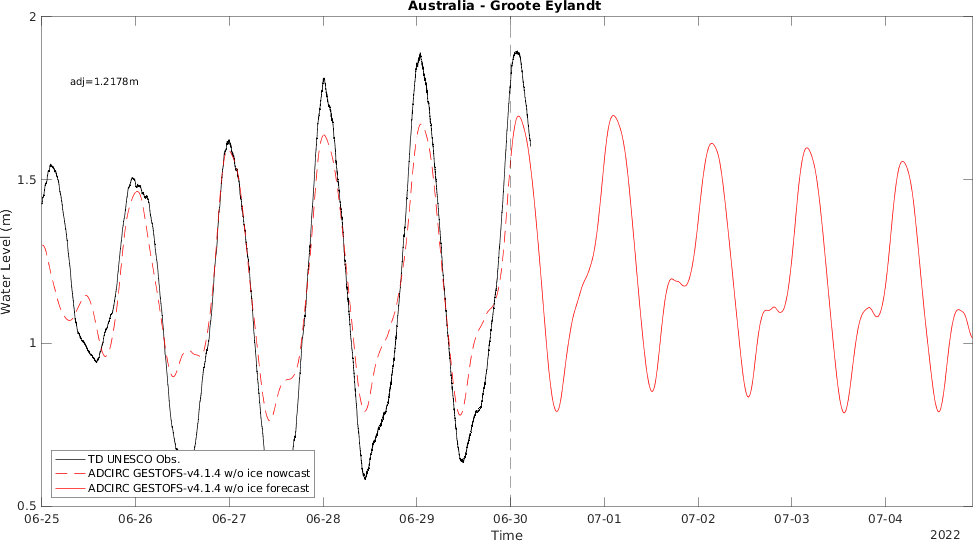 Australia - Groote Eylandt
adj=1.2178m
Water Level (m)
2
1.5
1
0.5
TD UNESCO Obs.
ADCIRC GESTOFS-v4.1.4 w/o ice nowcast
ADCIRC GESTOFS-v4.1.4 w/o ice forecast
06-25 06-26 06-27 06-28 06-29 06-30 07-01 07-02 07-03 07-04
Time
2022